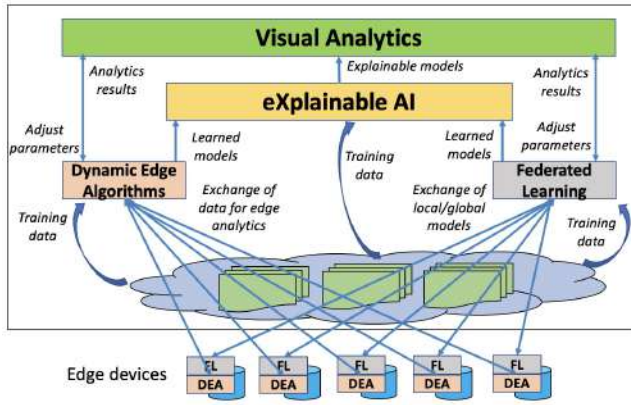 Visual Analytics
Analytics
results
Explainable models
Analytics
results
eXplainable AI
Adjust
parameters
Learned
models
Training
data
Learned
models
Adjust
parameters
Dynamic Edge
Algorithms
Federated
Learning
Training
data
Exchange of
data for edge
analytics
Exchange of
local/global
models
Training
data
Edge devices
FL
DEA
FL
DEA
FL
DEA
FL
DEA
FL
DEA